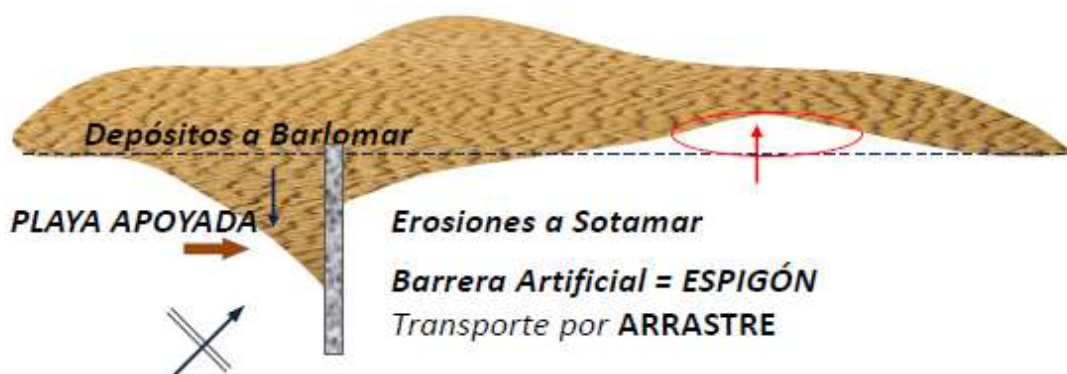 Depósitos a Barlomar
PLAYA APOYADA
Erosiones a Sotamar
Barrera Artificial = ESPIGÓN
Transporte por ARRASTRE